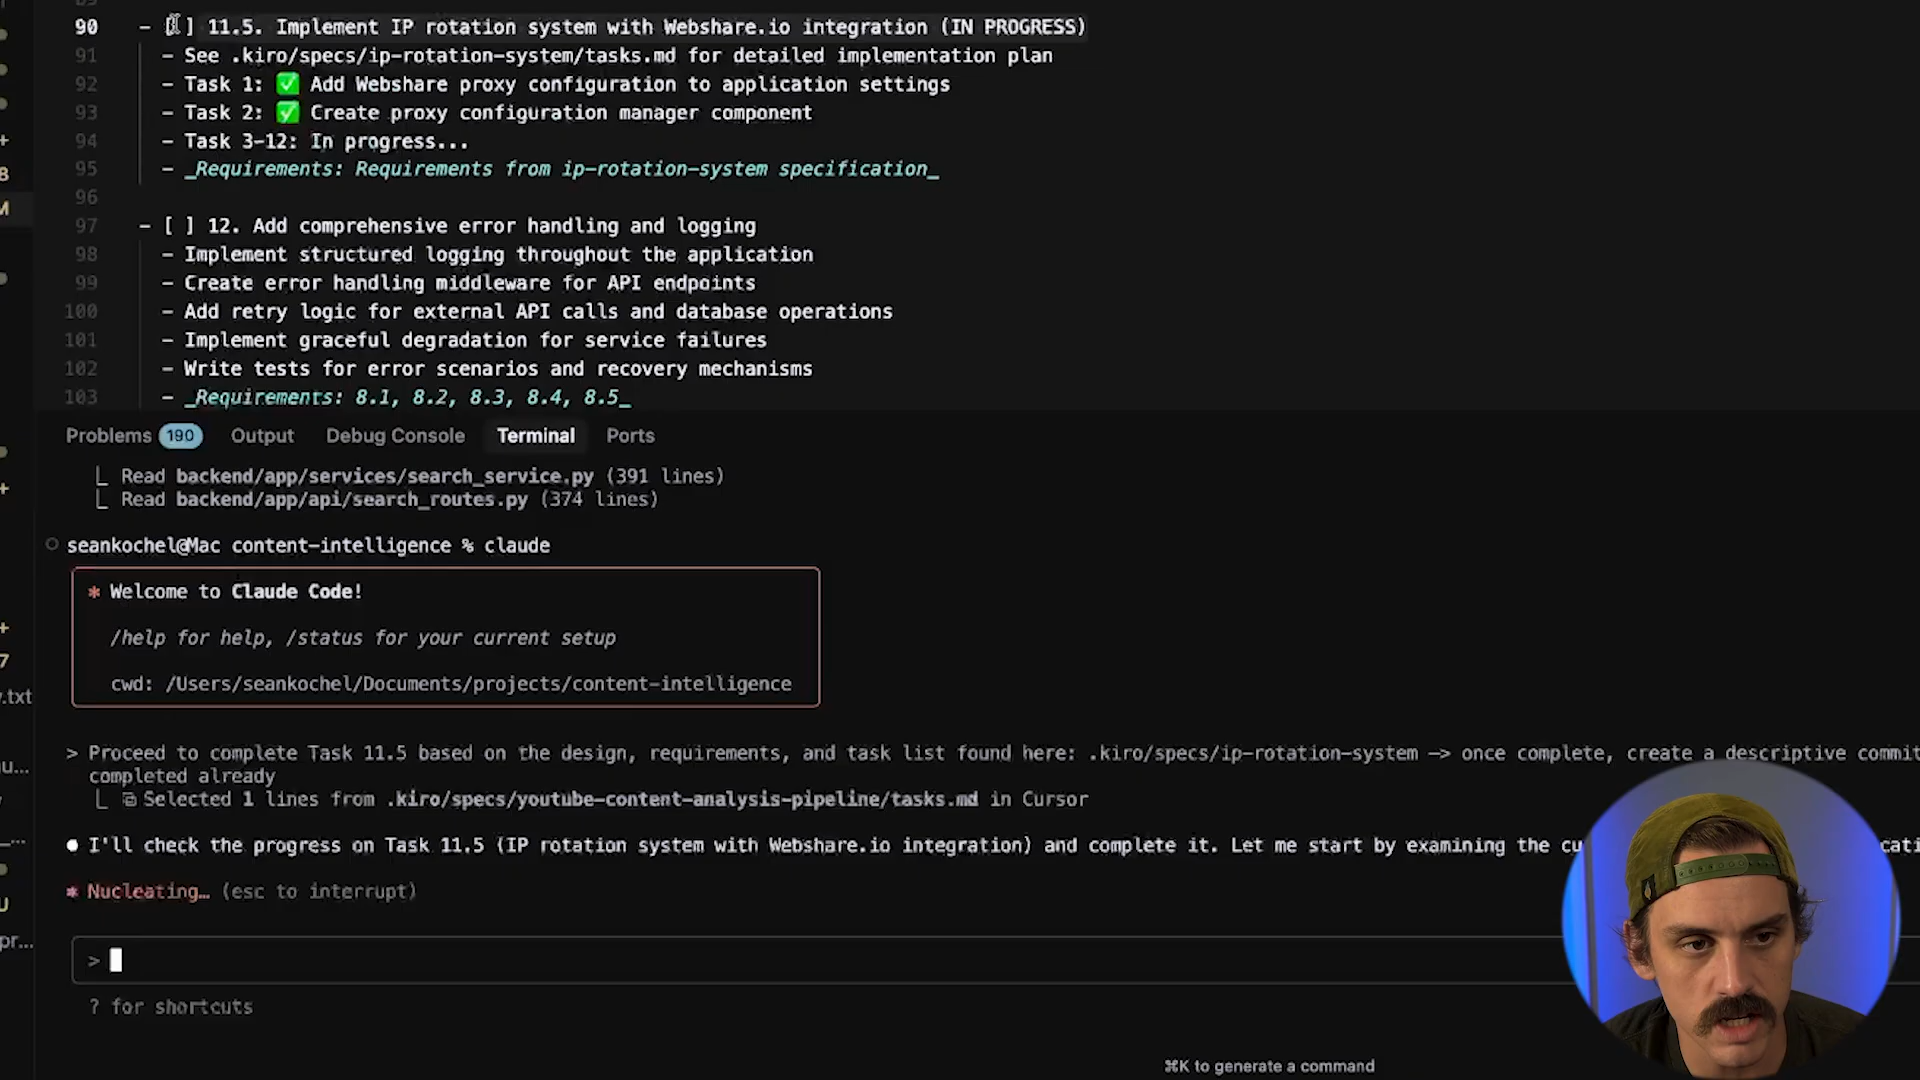 90 - [ ] 11.5. Implement IP rotation system with Webshare.io integration (IN PROGRESS)
91 - See .kiro/specs/ip-rotation-system/tasks.md for detailed implementation plan
92 - Task 1: ✅ Add Webshare proxy configuration to application settings
93 - Task 2: ✅ Create proxy configuration manager component
94 - Task 3-12: In progress...
95 - _Requirements: Requirements from ip-rotation-system specification_
96
97 - [ ] 12. Add comprehensive error handling and logging
98 - Implement structured logging throughout the application
99 - Create error handling middleware for API endpoints
100 - Add retry logic for external API calls and database operations
101 - Implement graceful degradation for service failures
102 - Write tests for error scenarios and recovery mechanisms
103 - _Requirements: 8.1, 8.2, 8.3, 8.4, 8.5_
Problems 190 Output Debug Console Terminal Ports
⎿ Read backend/app/services/search_service.py (391 lines)
⎿ Read backend/app/api/search_routes.py (374 lines)
seankochel@Mac content-intelligence % claude
* Welcome to Claude Code!
/help for help, /status for your current setup
cwd: /Users/seankochel/Documents/projects/content-intelligence
> Proceed to complete Task 11.5 based on the design, requirements, and task list found here: .kiro/specs/ip-rotation-system —> once complete, create a descriptive commit
completed already
⎿ Selected 1 lines from .kiro/specs/youtube-content-analysis-pipeline/tasks.md in Cursor
● I'll check the progress on Task 11.5 (IP rotation system with Webshare.io integration) and complete it. Let me start by examining the
* Nucleating… (esc to interrupt)
>
? for shortcuts
⌘K to generate a command